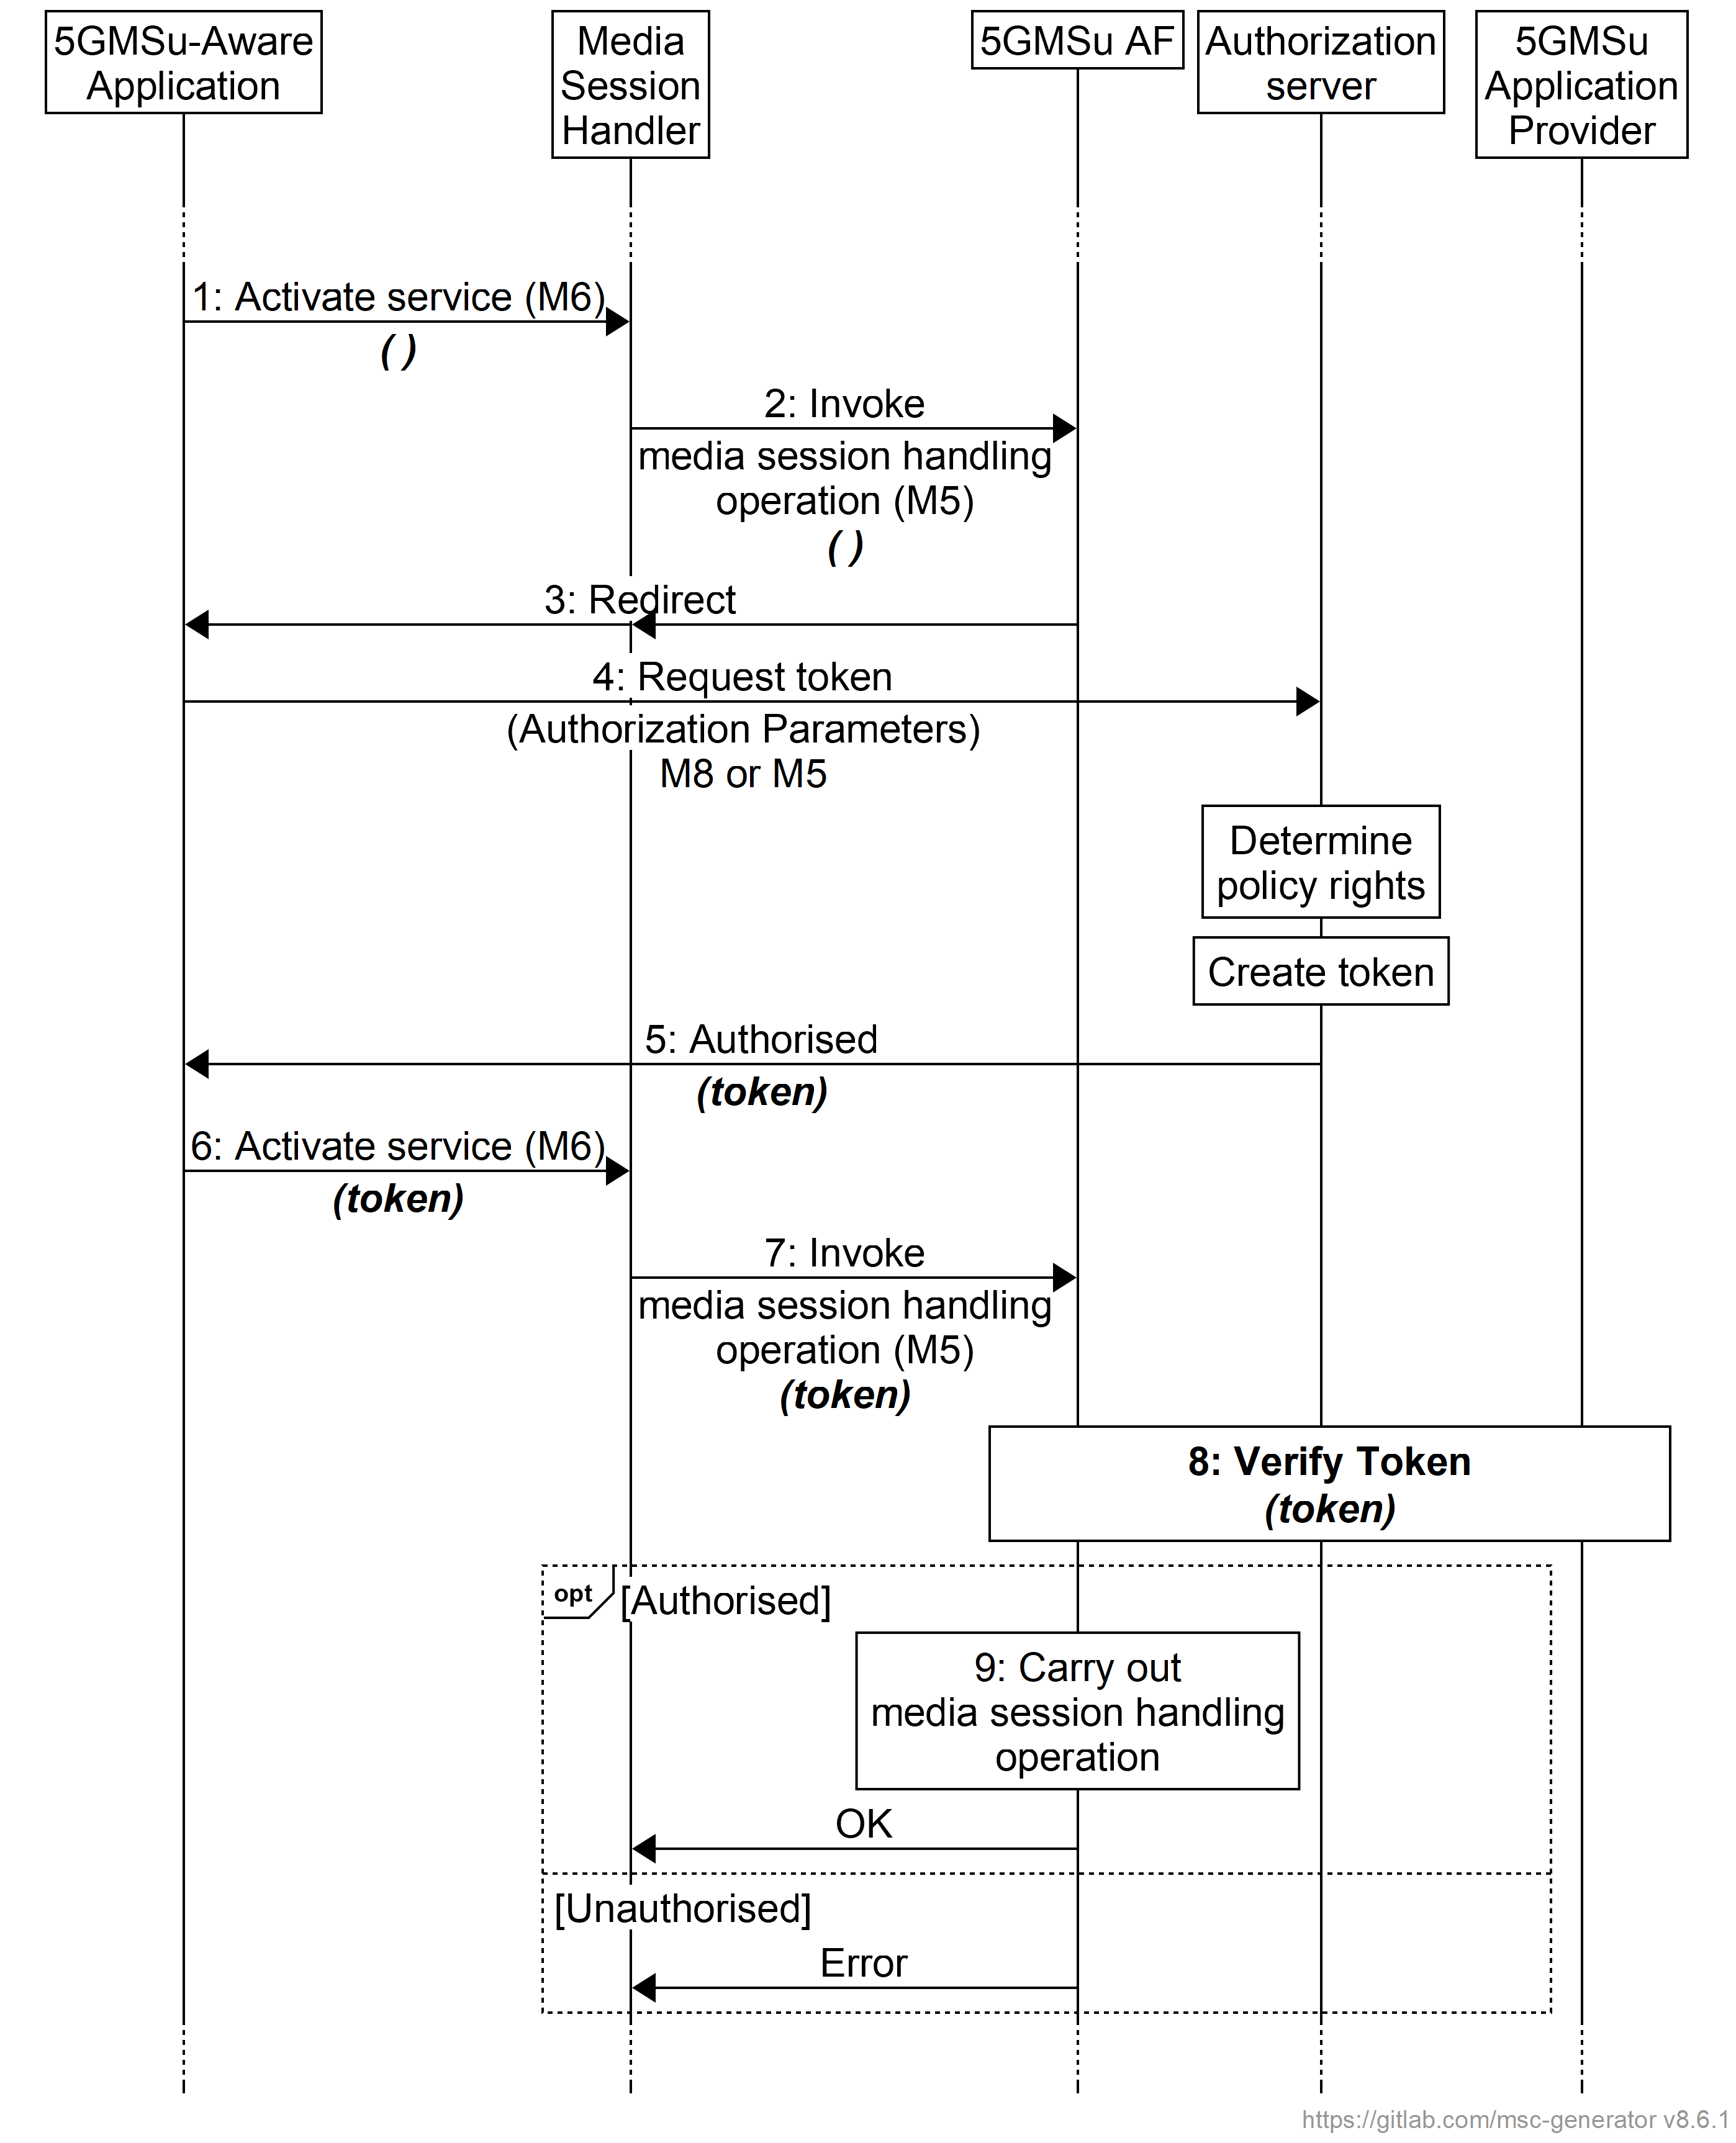 5GMSu-Aware
Application
Media
Session
Handler
5GMSu AF
Authorization
server
5GMSu
Application
Provider
1: Activate service (M6)
( )
2: Invoke
media session handling
operation (M5)
( )
3: Redirect
4: Request token
(Authorization Parameters)
M8 or M5
Determine
policy rights
Create token
5: Authorised
(token)
6: Activate service (M6)
(token)
7: Invoke
media session handling
operation (M5)
(token)
8: Verify Token
(token)
opt
[Authorised]
9: Carry out
media session handling
operation
OK
[Unauthorised]
Error
https://gitlab.com/msc-generator v8.6.1